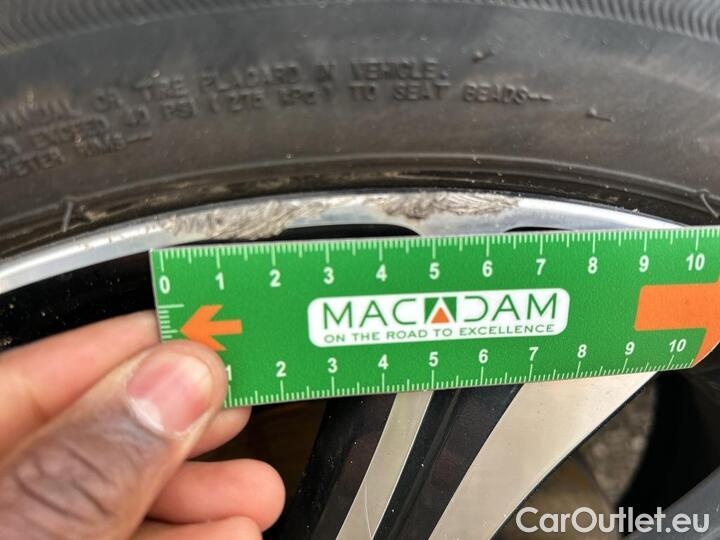 MANUAL OR TIRE PLACARD IN VEHICLE.
EXCEED 40 PSI (275 KPa) TO SEAT BEADS--
0 1 2 3 4 5 6 7 8 9 10
MACADAM
ON THE ROAD TO EXCELLENCE
1 2 3 4 5 6 7 8 9 10
CarOutlet.eu